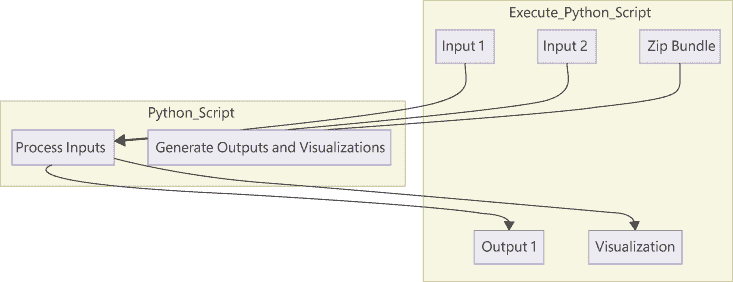 Execute_Python_Script
Input 1
Input 2
Zip Bundle
Python_Script
Process Inputs
Generate Outputs and Visualizations
Output 1
Visualization